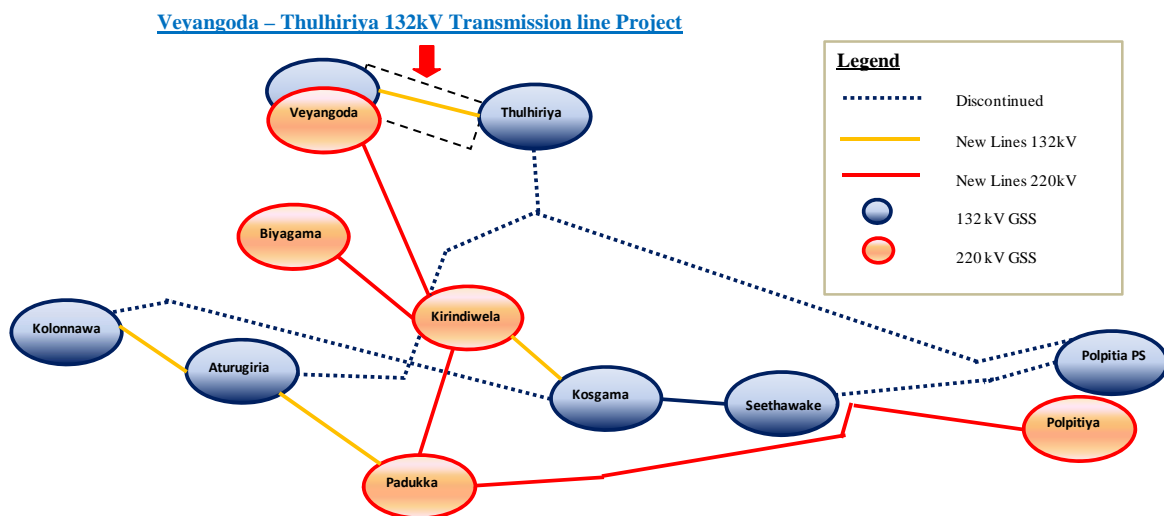 Veyangoda – Thulhiriya 132kV Transmission line Project
Legend
Discontinued
New Lines 132kV
New Lines 220kV
132 kV GSS
220 kV GSS
Veyangoda
Thulhiriya
Biyagama
Kirindiwela
Kolonnawa
Aturugiria
Kosgama
Seethawake
Polpitia PS
Polpitiya
Padukka